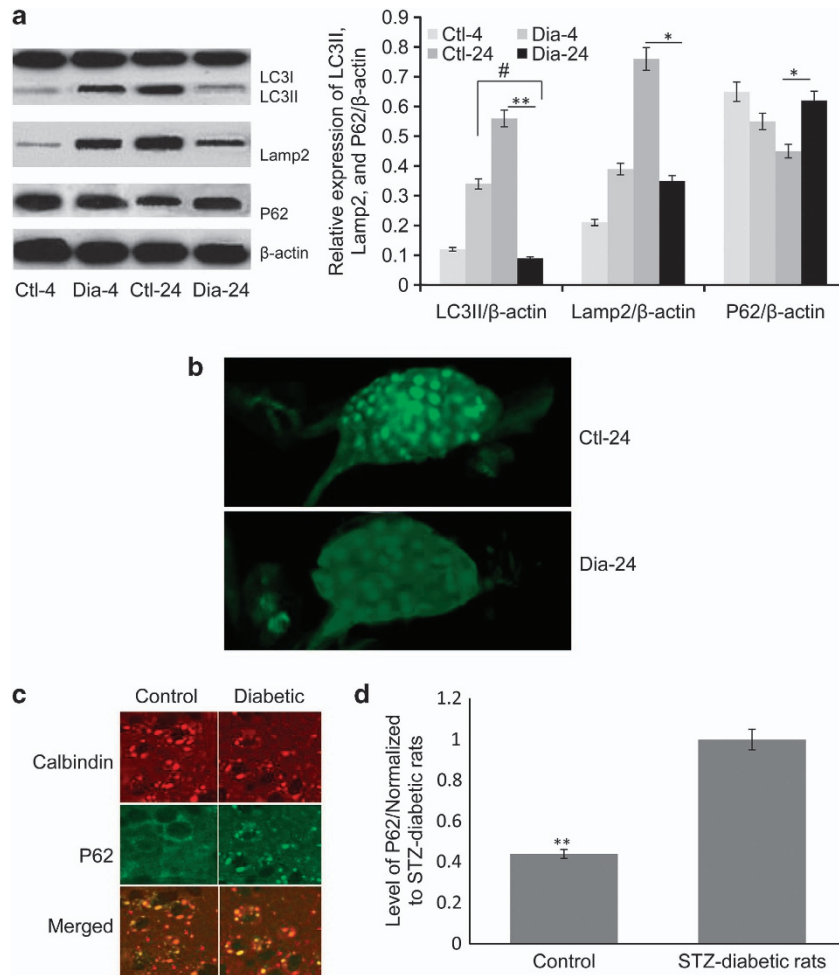 a
LC3I
LC3II
Lamp2
P62
β-actin
Ctl-4 Dia-4 Ctl-24 Dia-24
Relative expression of LC3II,
Lamp2, and P62/β-actin
0.9
0.8
0.7
0.6
0.5
0.4
0.3
0.2
0.1
0
Ctl-4 Dia-4
Ctl-24 Dia-24
#
**
*
*
LC3II/β-actin Lamp2/β-actin P62/β-actin
b
Ctl-24
Dia-24
c
Control Diabetic
Calbindin
P62
Merged
d
Level of P62/Normalized
to STZ-diabetic rats
1.2
1
0.8
0.6
0.4
0.2
0
**
Control STZ-diabetic rats